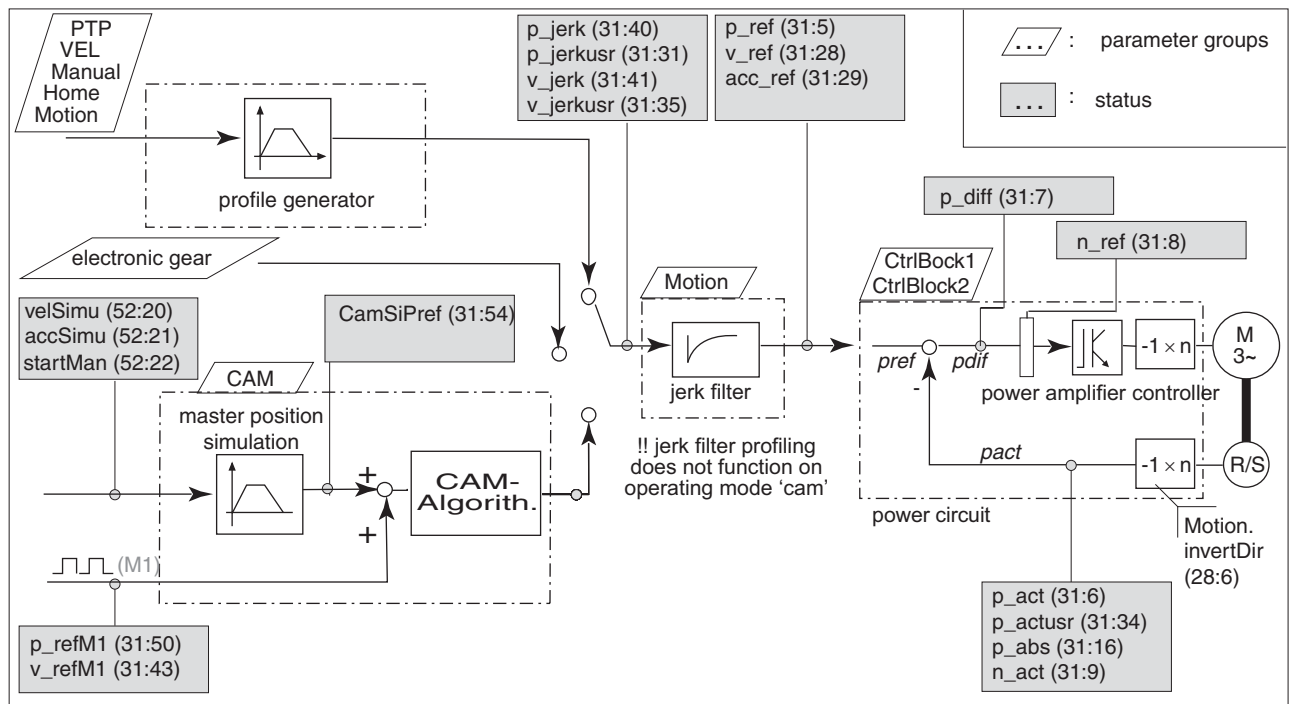 PTP
VEL
Manual
Home
Motion
profile generator
p_jerk (31:40)
p_jerkusr (31:31)
v_jerk (31:41)
v_jerkusr (31:35)
p_ref (31:5)
v_ref (31:28)
acc_ref (31:29)
... : parameter groups
... : status
electronic gear
p_diff (31:7)
n_ref (31:8)
velSimu (52:20)
accSimu (52:21)
startMan (52:22)
CamSiPref (31:54)
Motion
jerk filter
!! jerk filter profiling
does not function on
operating mode 'cam'
CtrlBock1
CtrlBlock2
pref
-
pdif
-1 × n
M
3~
power amplifier controller
pact
-1 × n
R/S
power circuit
Motion.
invertDir
(28:6)
CAM
master position
simulation
+
+
CAM-
Algorith.
(M1)
p_refM1 (31:50)
v_refM1 (31:43)
p_act (31:6)
p_actusr (31:34)
p_abs (31:16)
n_act (31:9)